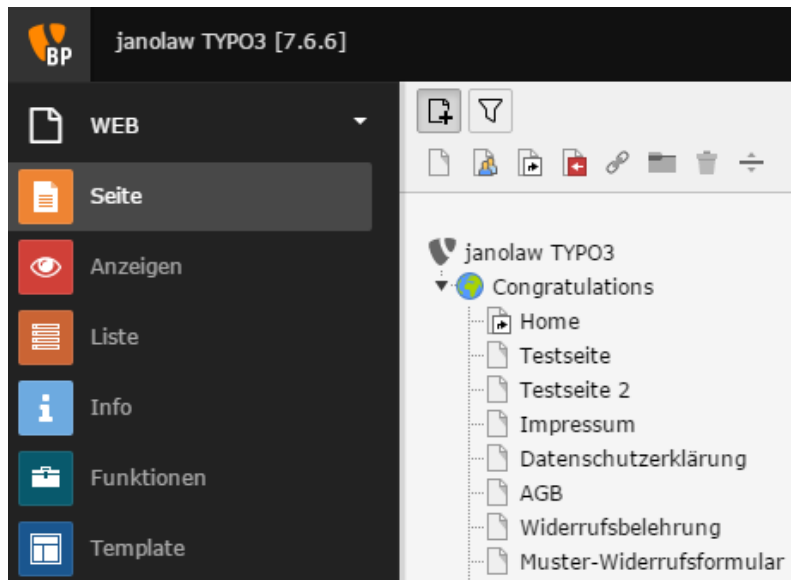 BP
janolaw TYPO3 [7.6.6]
WEB
Seite
Anzeigen
Liste
Info
Funktionen
Template
janolaw TYPO3
Congratulations
Home
Testseite
Testseite 2
Impressum
Datenschutzerklärung
AGB
Widerrufsbelehrung
Muster-Widerrufsformular